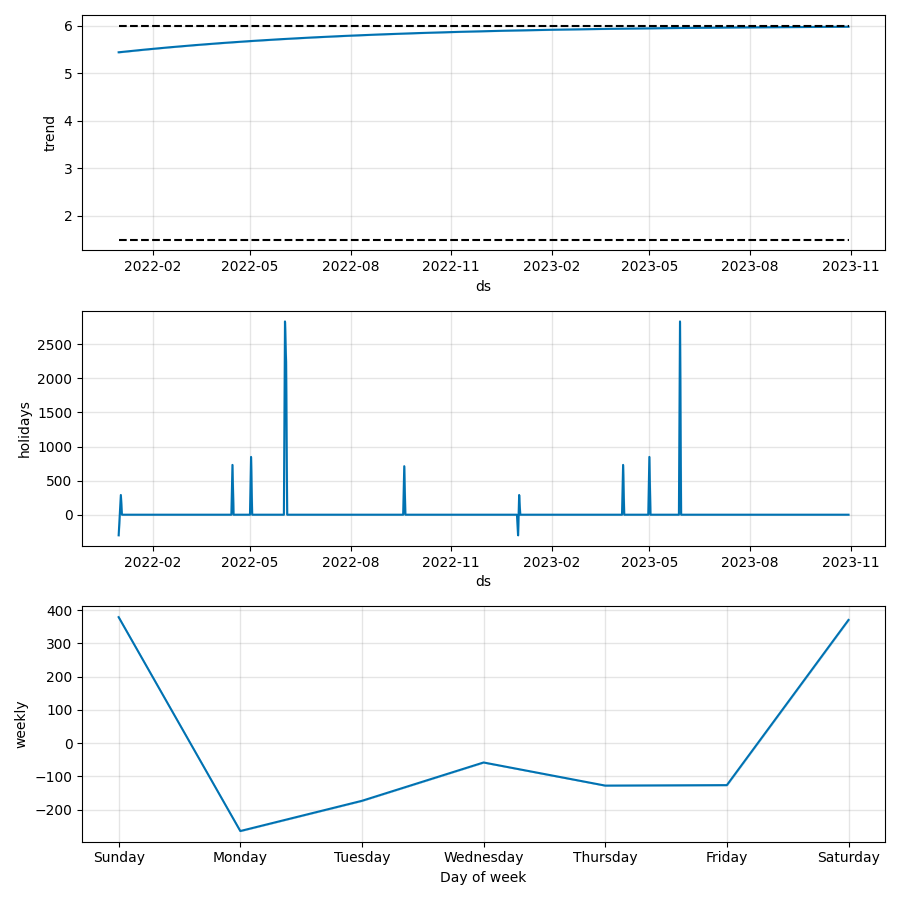 6
5
4
3
2
trend
2022-02 2022-05 2022-08 2022-11 2023-02 2023-05 2023-08 2023-11
ds
2500
2000
1500
1000
500
0
holidays
2022-02 2022-05 2022-08 2022-11 2023-02 2023-05 2023-08 2023-11
ds
400
300
200
100
0
−100
−200
weekly
Sunday Monday Tuesday Wednesday Thursday Friday Saturday
Day of week